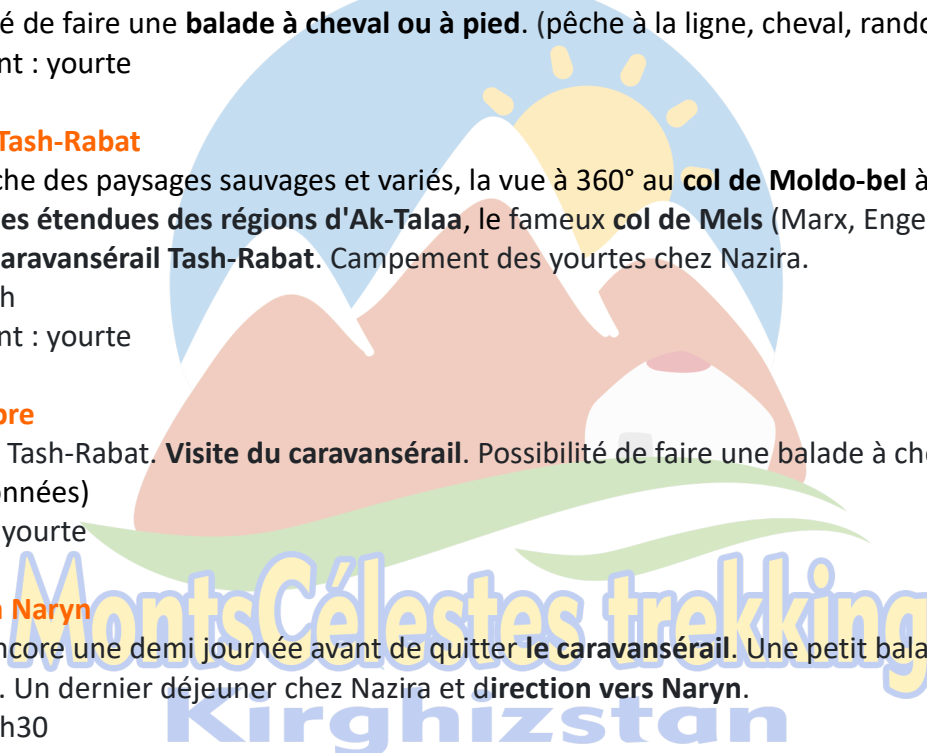 é de faire une balade à cheval ou à pied. (pêche à la ligne, cheval, rando
nt : yourte
Tash-Rabat
che des paysages sauvages et variés, la vue à 360° au col de Moldo-bel à
es étendues des régions d'Ak-Talaa, le fameux col de Mels (Marx, Enge
aravansérail Tash-Rabat. Campement des yourtes chez Nazira.
h
nt : yourte
bre
Tash-Rabat. Visite du caravansérail. Possibilité de faire une balade à che
onnées)
yourte
Naryn
MontsCélestes trekking
ncore une demi journée avant de quitter le caravansérail. Une petit bala
. Un dernier déjeuner chez Nazira et direction vers Naryn.
h30
Kirghizstan